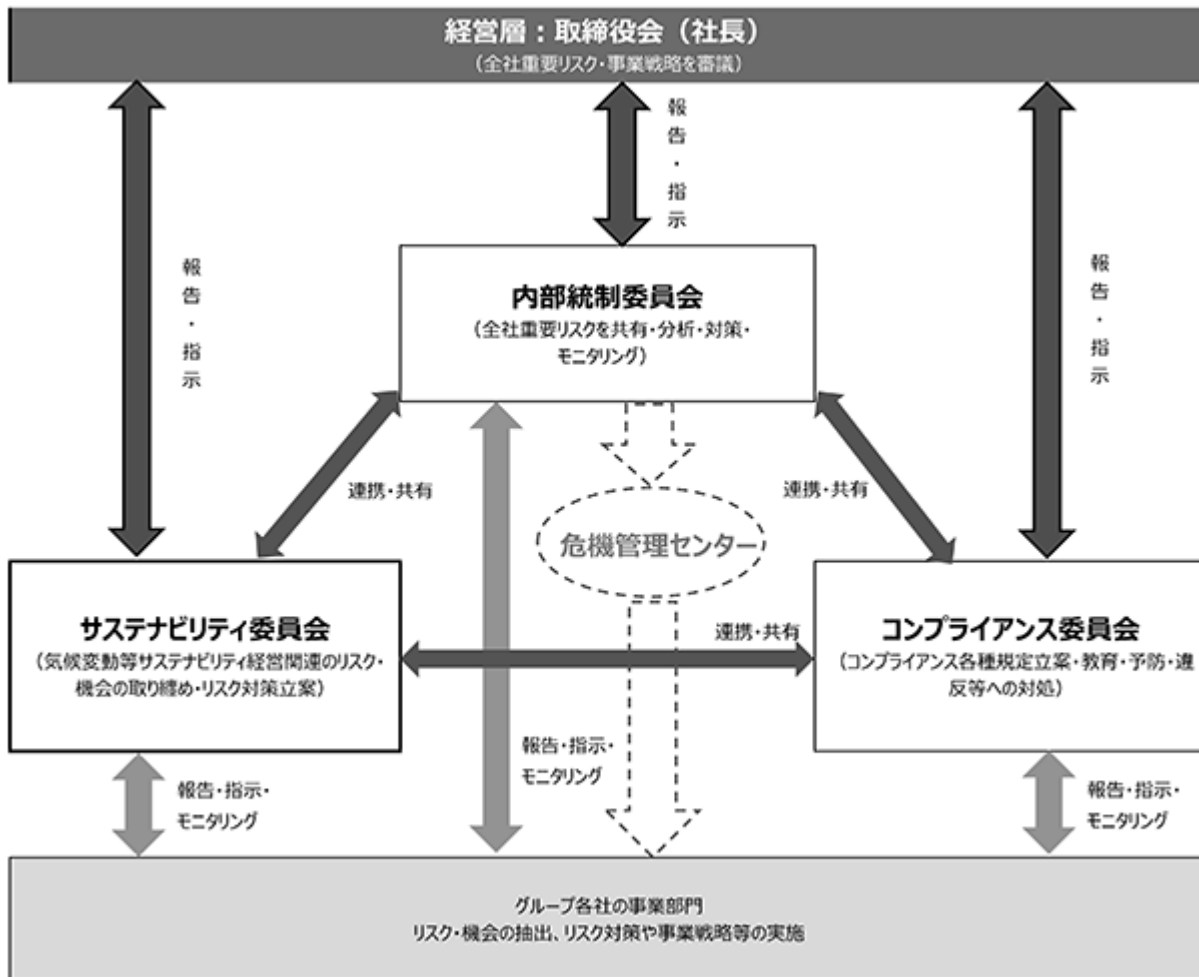 経営層：取締役会（社長）
（全社重要リスク・事業戦略を審議）
報告・指示
報告・指示
報告・指示
内部統制委員会
（全社重要リスクを共有・分析・対策・
モニタリング）
連携・共有
連携・共有
危機管理センター
サステナビリティ委員会
（気候変動等サステナビリティ経営関連のリスク・
機会の取り纏め・リスク対策立案）
連携・共有
コンプライアンス委員会
（コンプライアンス各種規定立案・教育・予防・違
反等への対処）
報告・指示・
モニタリング
報告・指示・
モニタリング
報告・指示・
モニタリング
グループ各社の事業部門
リスク・機会の抽出、リスク対策や事業戦略等の実施